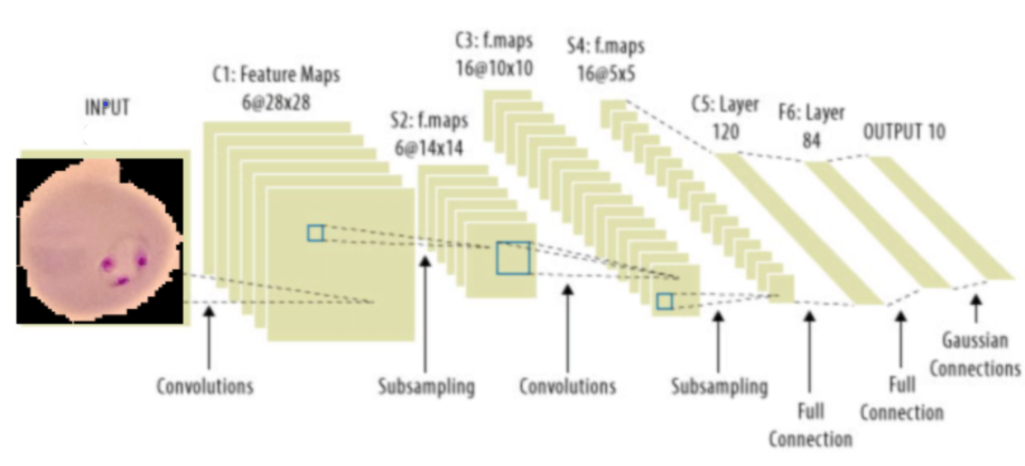 INPUT
C1: Feature Maps
6@28x28
S2: f.maps
6@14x14
C3: f.maps
16@10x10
S4: f.maps
16@5x5
C5: Layer
120
F6: Layer
84
OUTPUT 10
Convolutions
Subsampling
Convolutions
Subsampling
Full
Connection
Full
Connection
Gaussian
Connections